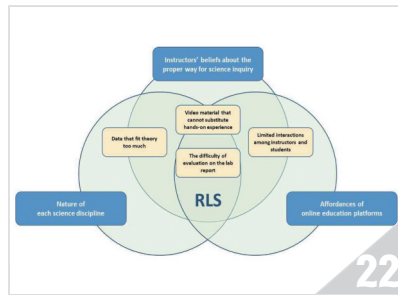 Instructors' beliefs about the
proper way for science inquiry
Video material that
cannot substitute
hands-on experience
Data that fit theory
too much
Limited interactions
among instructors and
students
The difficulty of
evaluation on the lab
report
RLS
Nature of
each science discipline
Affordances of
online education platforms
22